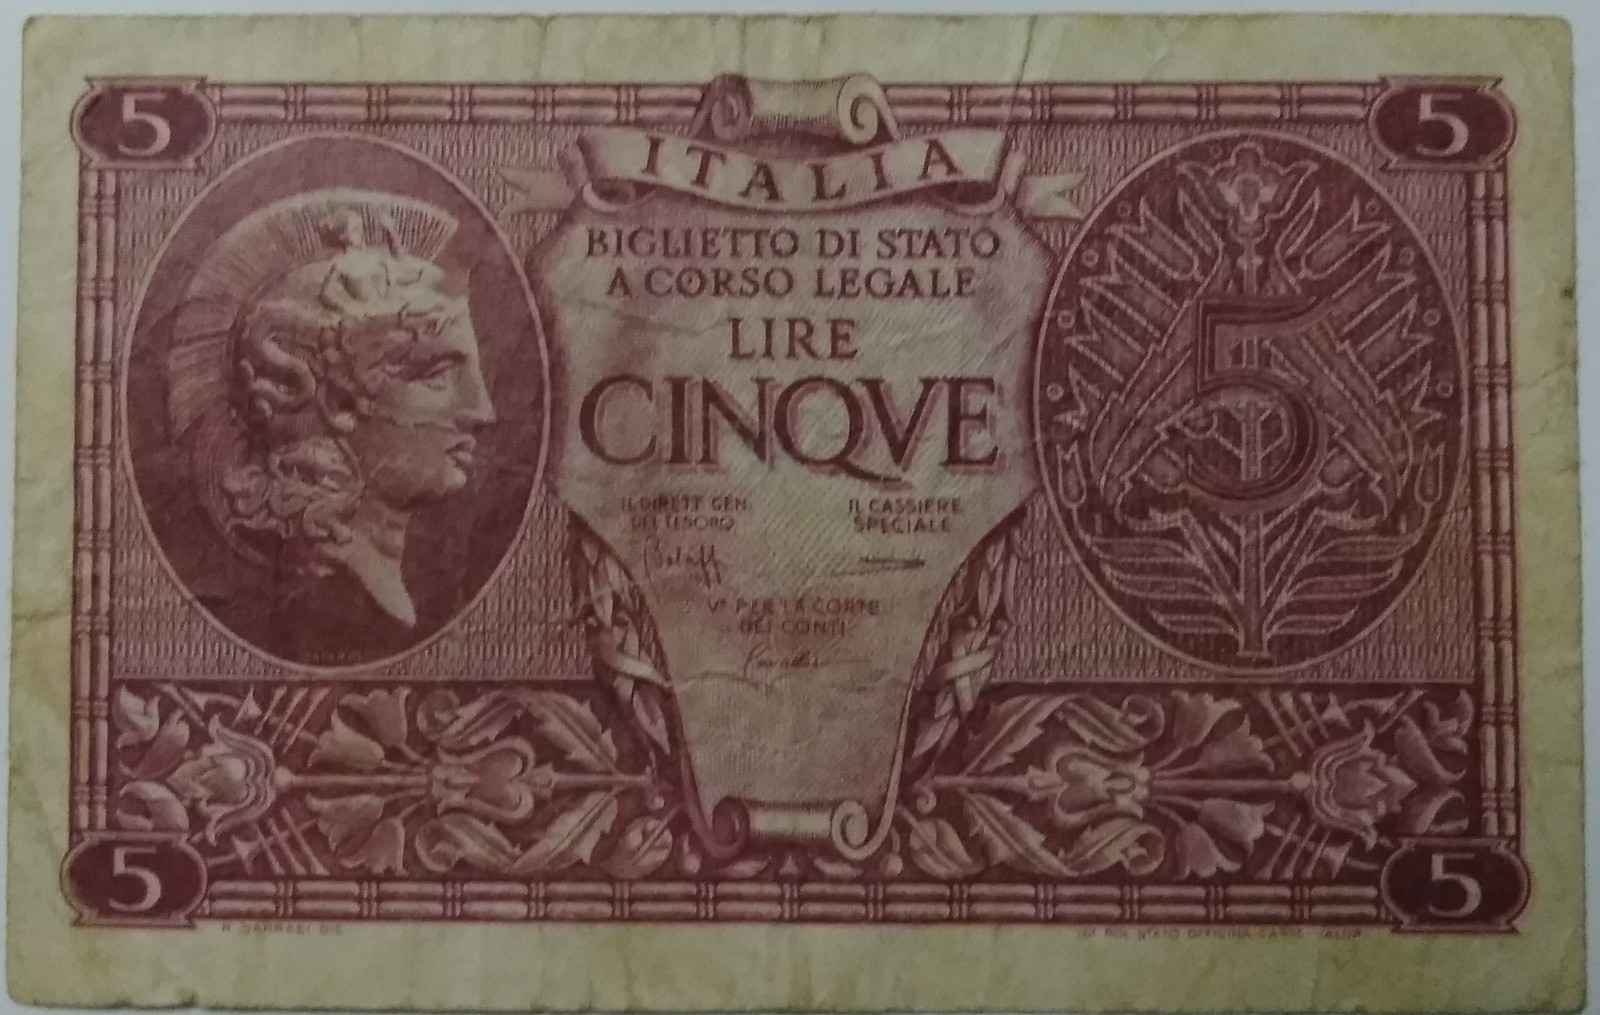 5
5
ITALIA
BIGLIETTO DI STATO
A CORSO LEGALE
LIRE
CINQVE
5
IL DIRETT GEN
DEL TESORO
IL CASSIERE
SPECIALE
Vº PER LA CORTE
DEI CONTI
5
5